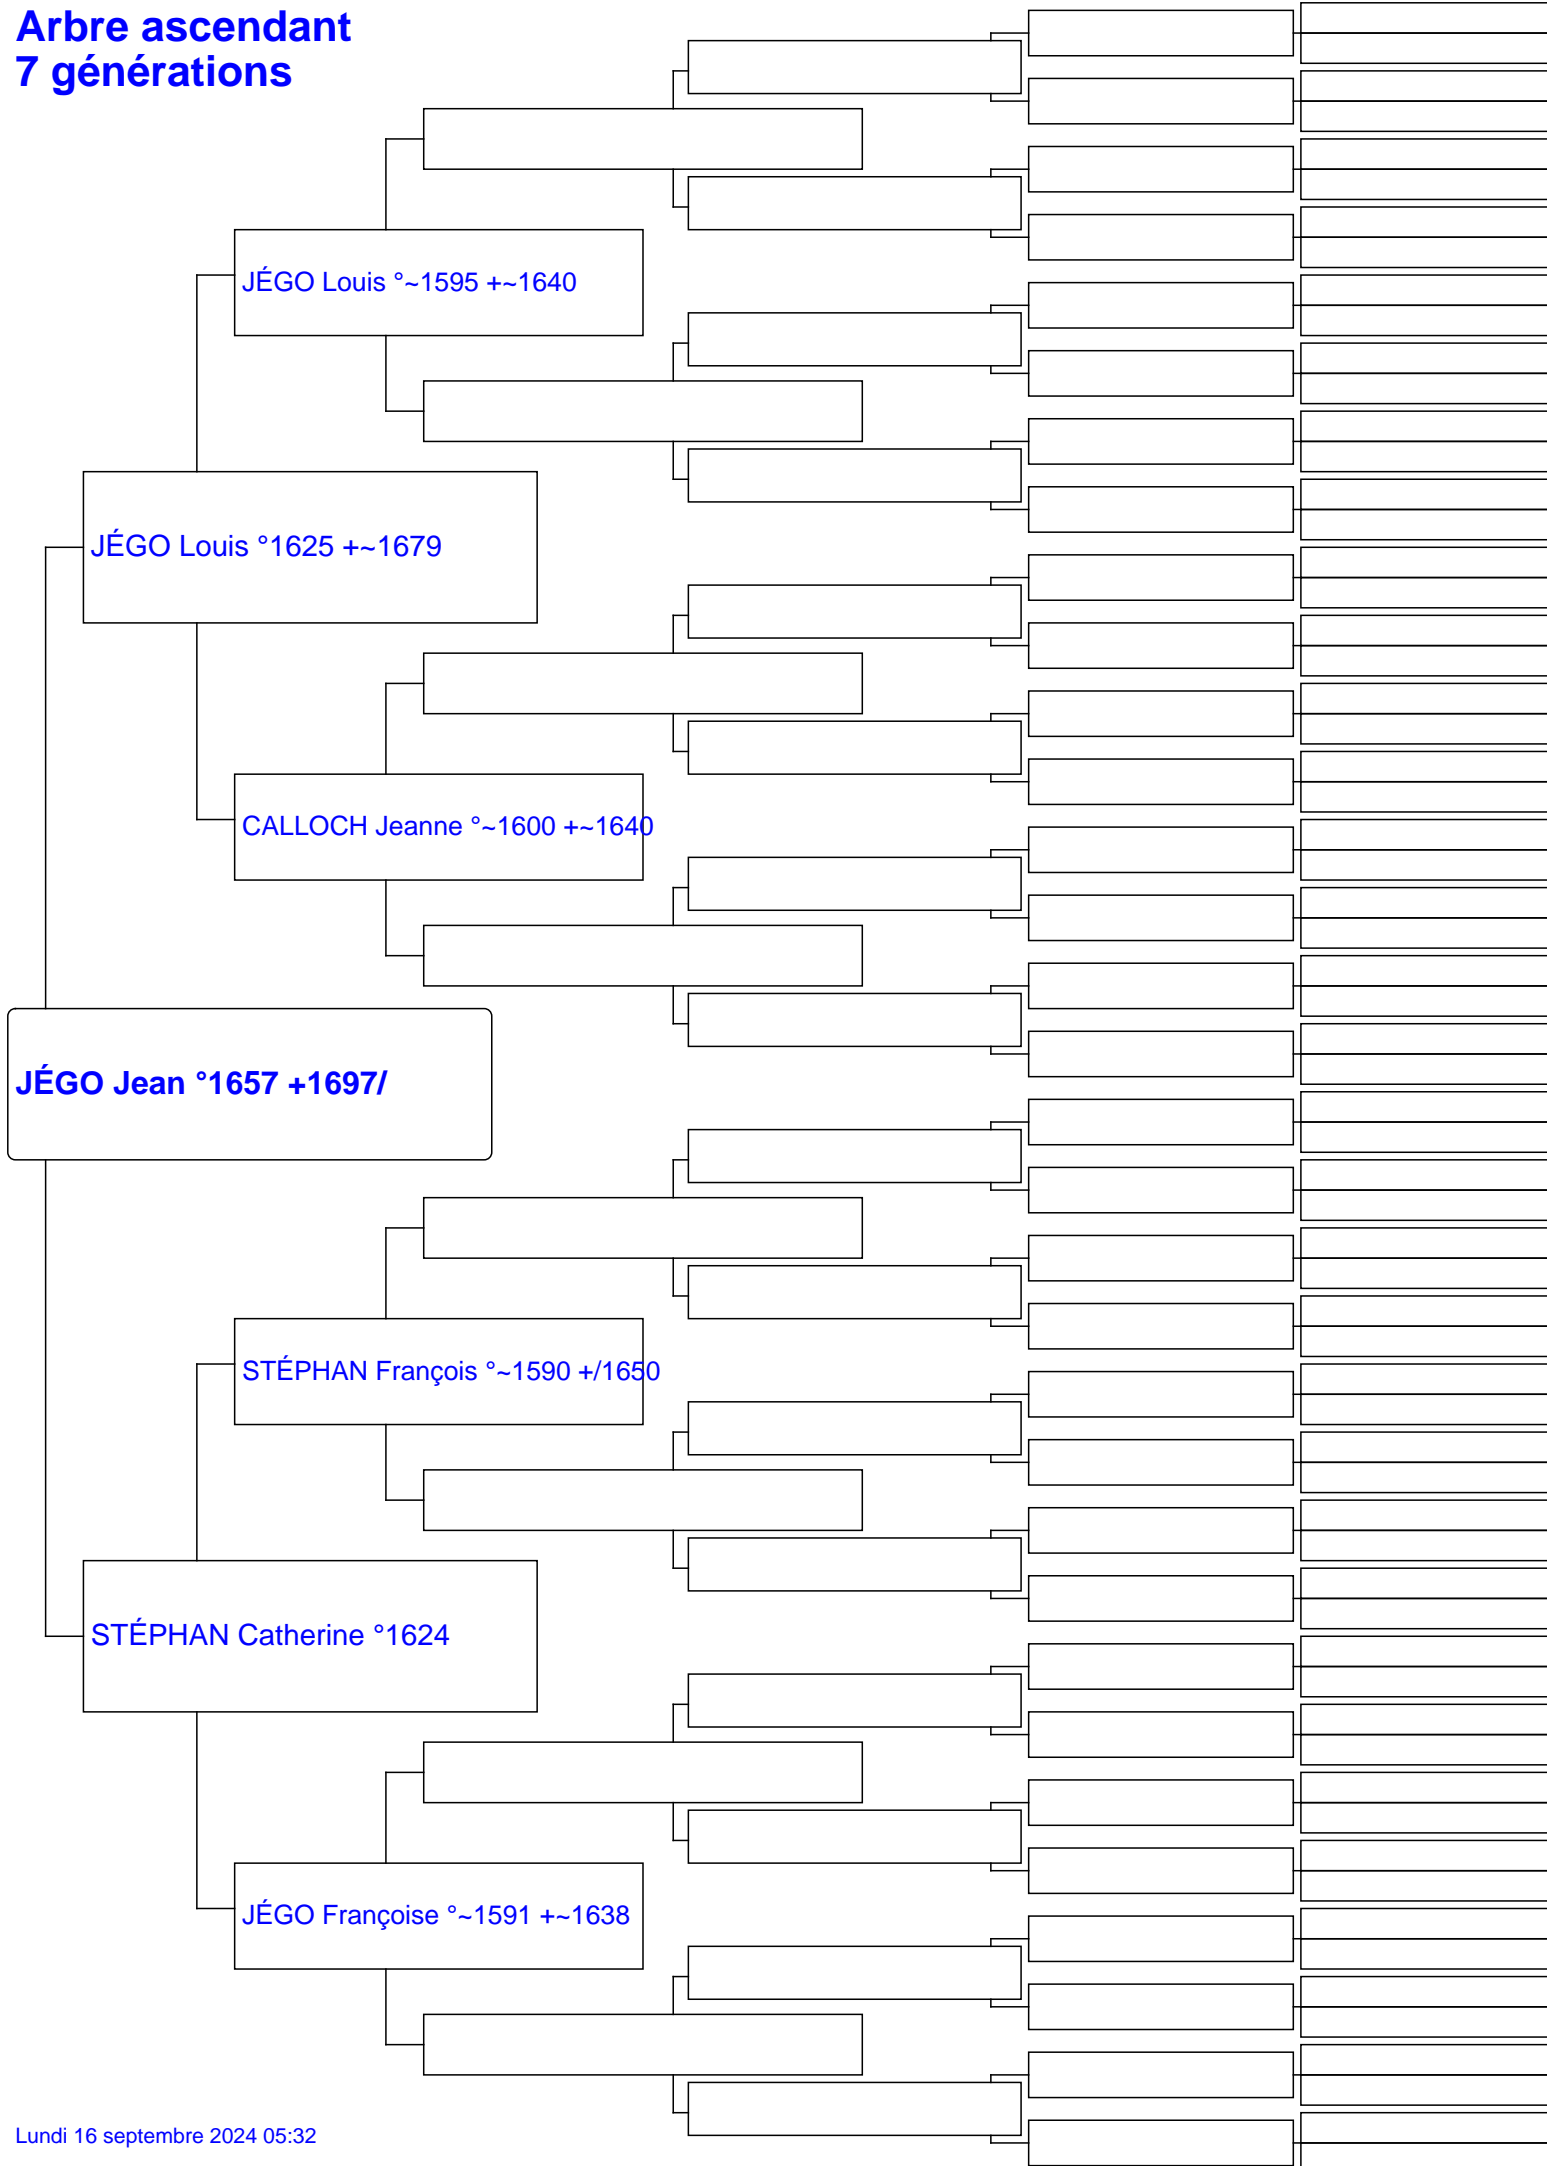 Arbre ascendant
7 générations
JÉGO Louis °~1595 +~1640
JÉGO Louis °1625 +~1679
CALLOCH Jeanne °~1600 +~1640
JÉGO Jean °1657 +1697/
STÉPHAN François °~1590 +/1650
STÉPHAN Catherine °1624
JÉGO Françoise °~1591 +~1638
Lundi 16 septembre 2024 05:32